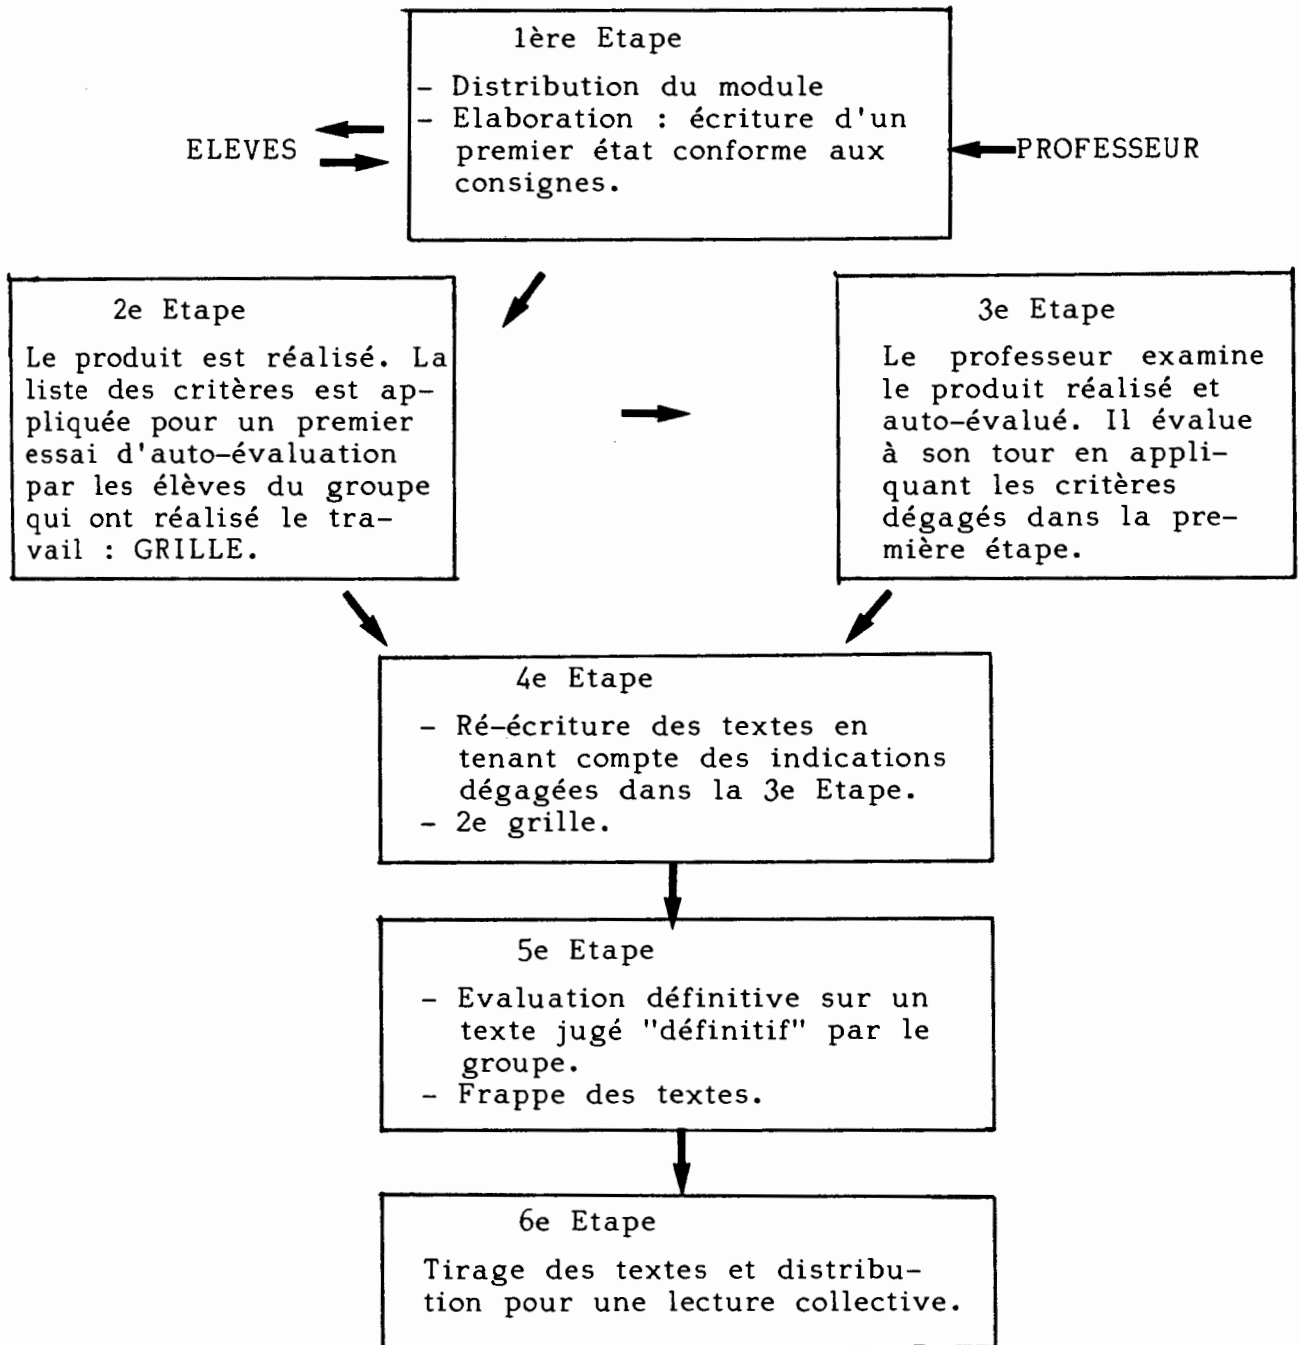 1ère Etape
- Distribution du module
- Elaboration : écriture d'un
premier état conforme aux
consignes.
ELEVES
PROFESSEUR
2e Etape
Le produit est réalisé. La
liste des critères est ap-
pliquée pour un premier
essai d'auto-évaluation
par les élèves du groupe
qui ont réalisé le tra-
vail : GRILLE.
3e Etape
Le professeur examine
le produit réalisé et
auto-évalué. Il évalue
à son tour en appli-
quant les critères
dégagés dans la pre-
mière étape.
4e Etape
- Ré-écriture des textes en
tenant compte des indications
dégagées dans la 3e Etape.
- 2e grille.
5e Etape
- Evaluation définitive sur un
texte jugé "définitif" par le
groupe.
- Frappe des textes.
6e Etape
Tirage des textes et distribu-
tion pour une lecture collective.